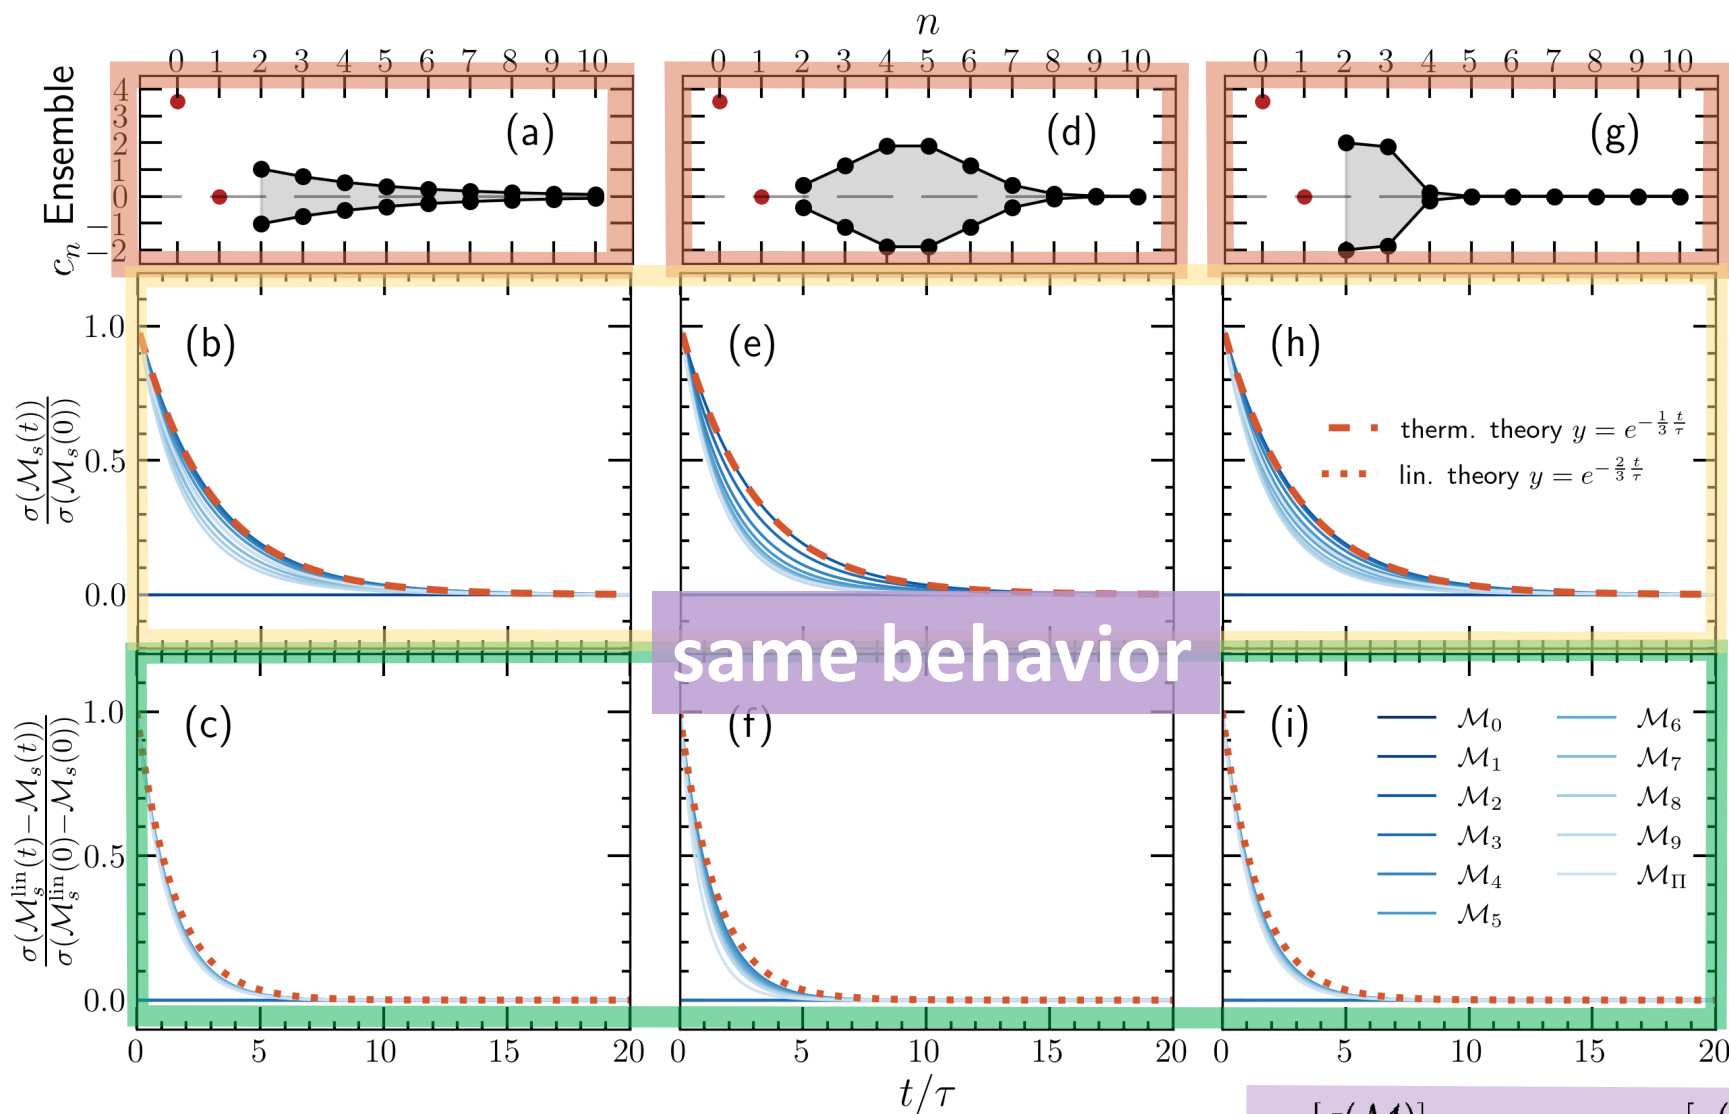 n
0 1 2 3 4 5 6 7 8 9 10
0 1 2 3 4 5 6 7 8 9 10
0 1 2 3 4 5 6 7 8 9 10
Ensemble
c_n
4
3
2
1
0
−1
−2
(a)
(d)
(g)
σ(ℳ_s(t))
σ(ℳ_s(0))
1.0
0.5
0.0
(b)
(e)
(h)
therm. theory y = e^{−\frac{1}{3}\frac{t}{τ}}
lin. theory y = e^{−\frac{2}{3}\frac{t}{τ}}
same behavior
σ(ℳ_s^{lin}(t)−ℳ_s(t))
σ(ℳ_s^{lin}(0)−ℳ_s(0))
1.0
0.5
0.0
(c)
(f)
(i)
ℳ_0
ℳ_1
ℳ_2
ℳ_3
ℳ_4
ℳ_5
ℳ_6
ℳ_7
ℳ_8
ℳ_9
ℳ_Π
0 5 10 15 20
0 5 10 15 20
0 5 10 15 20
t/τ